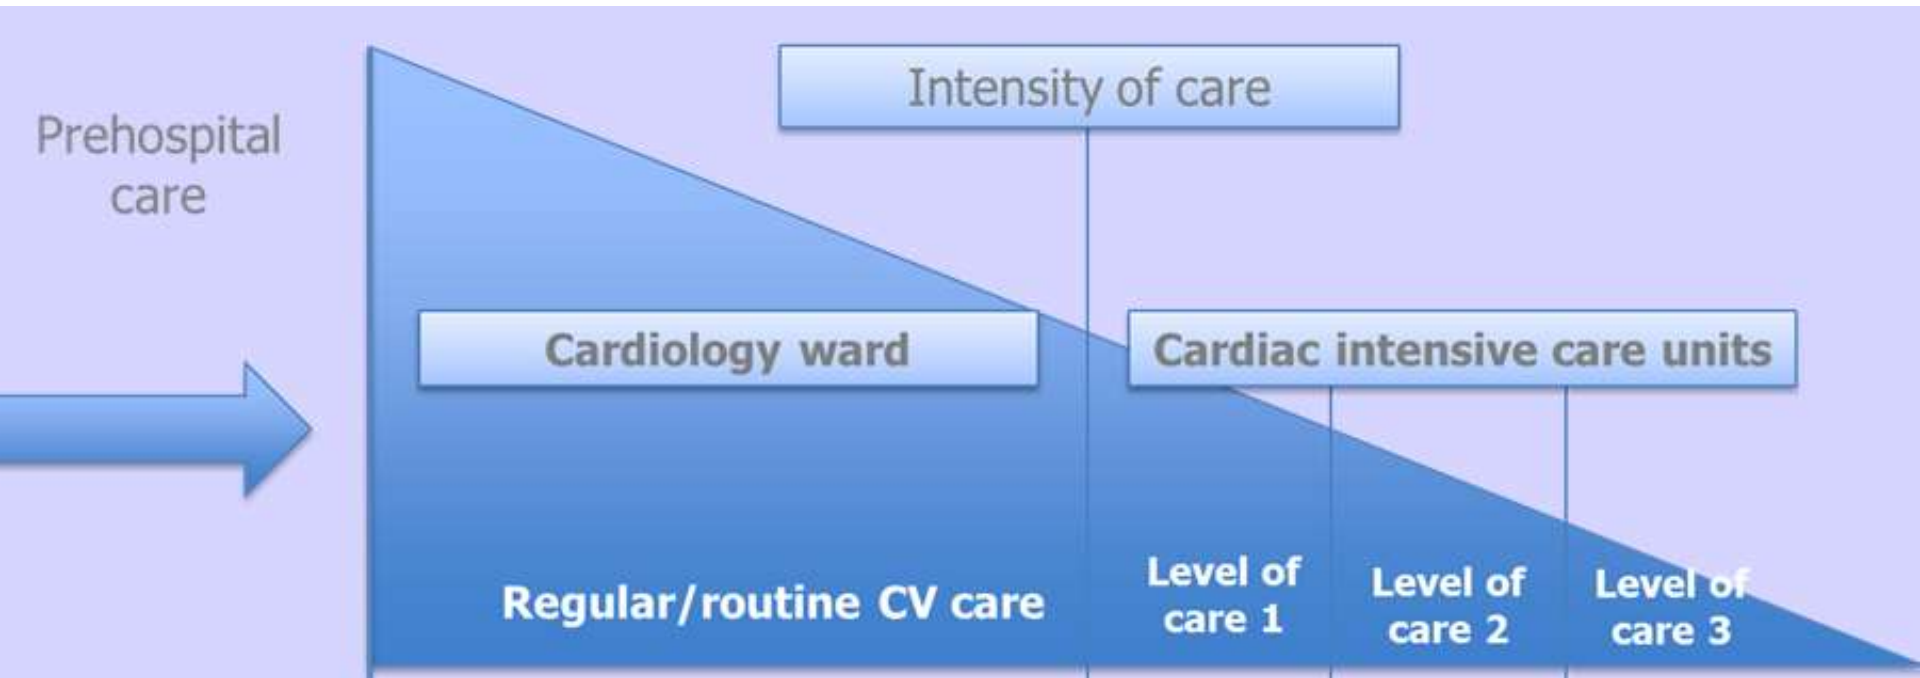 Prehospital
care
Intensity of care
Cardiology ward
Cardiac intensive care units
Regular/routine CV care
Level of
care 1
Level of
care 2
Level of
care 3